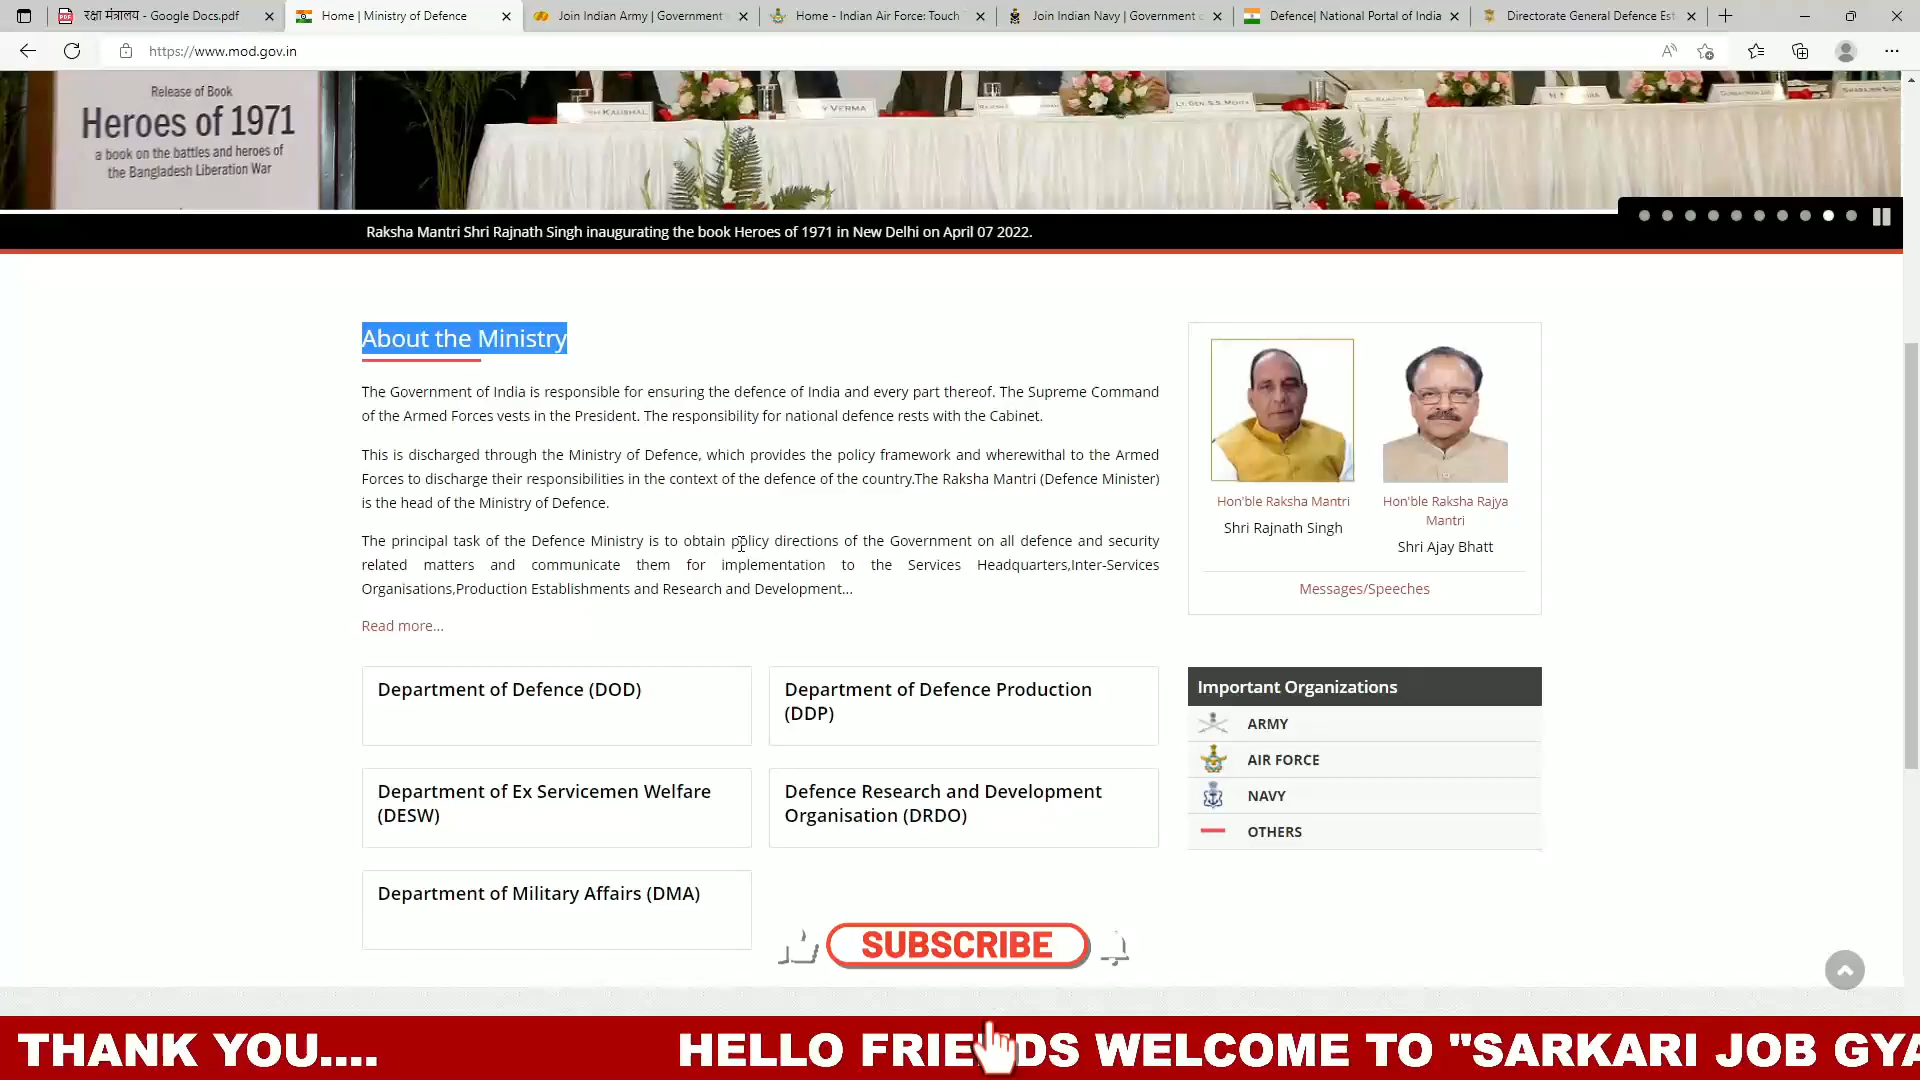 रक्षा मंत्रालय - Google Docs.pdf
Home | Ministry of Defence
Join Indian Army | Government
Home - Indian Air Force: Touch
Join Indian Navy | Government
Defence| National Portal of India
Directorate General Defence Est
https://www.mod.gov.in
Release of Book
Heroes of 1971
a book on the battles and heroes of
the Bangladesh Liberation War
KAUSHAL
VERMA
Raksha Mantri Shri Rajnath Singh inaugurating the book Heroes of 1971 in New Delhi on April 07 2022.
About the Ministry
The Government of India is responsible for ensuring the defence of India and every part thereof. The Supreme Command
of the Armed Forces vests in the President. The responsibility for national defence rests with the Cabinet.
This is discharged through the Ministry of Defence, which provides the policy framework and wherewithal to the Armed
Forces to discharge their responsibilities in the context of the defence of the country.The Raksha Mantri (Defence Minister)
is the head of the Ministry of Defence.
The principal task of the Defence Ministry is to obtain policy directions of the Government on all defence and security
related matters and communicate them for implementation to the Services Headquarters,Inter-Services
Organisations,Production Establishments and Research and Development...
Read more...
Hon'ble Raksha Mantri
Shri Rajnath Singh
Hon'ble Raksha Rajya
Mantri
Shri Ajay Bhatt
Messages/Speeches
Department of Defence (DOD)
Department of Defence Production
(DDP)
Department of Ex Servicemen Welfare
(DESW)
Defence Research and Development
Organisation (DRDO)
Department of Military Affairs (DMA)
Important Organizations
ARMY
AIR FORCE
NAVY
OTHERS
SUBSCRIBE
THANK YOU.... HELLO FRIENDS WELCOME TO "SARKARI JOB GYA